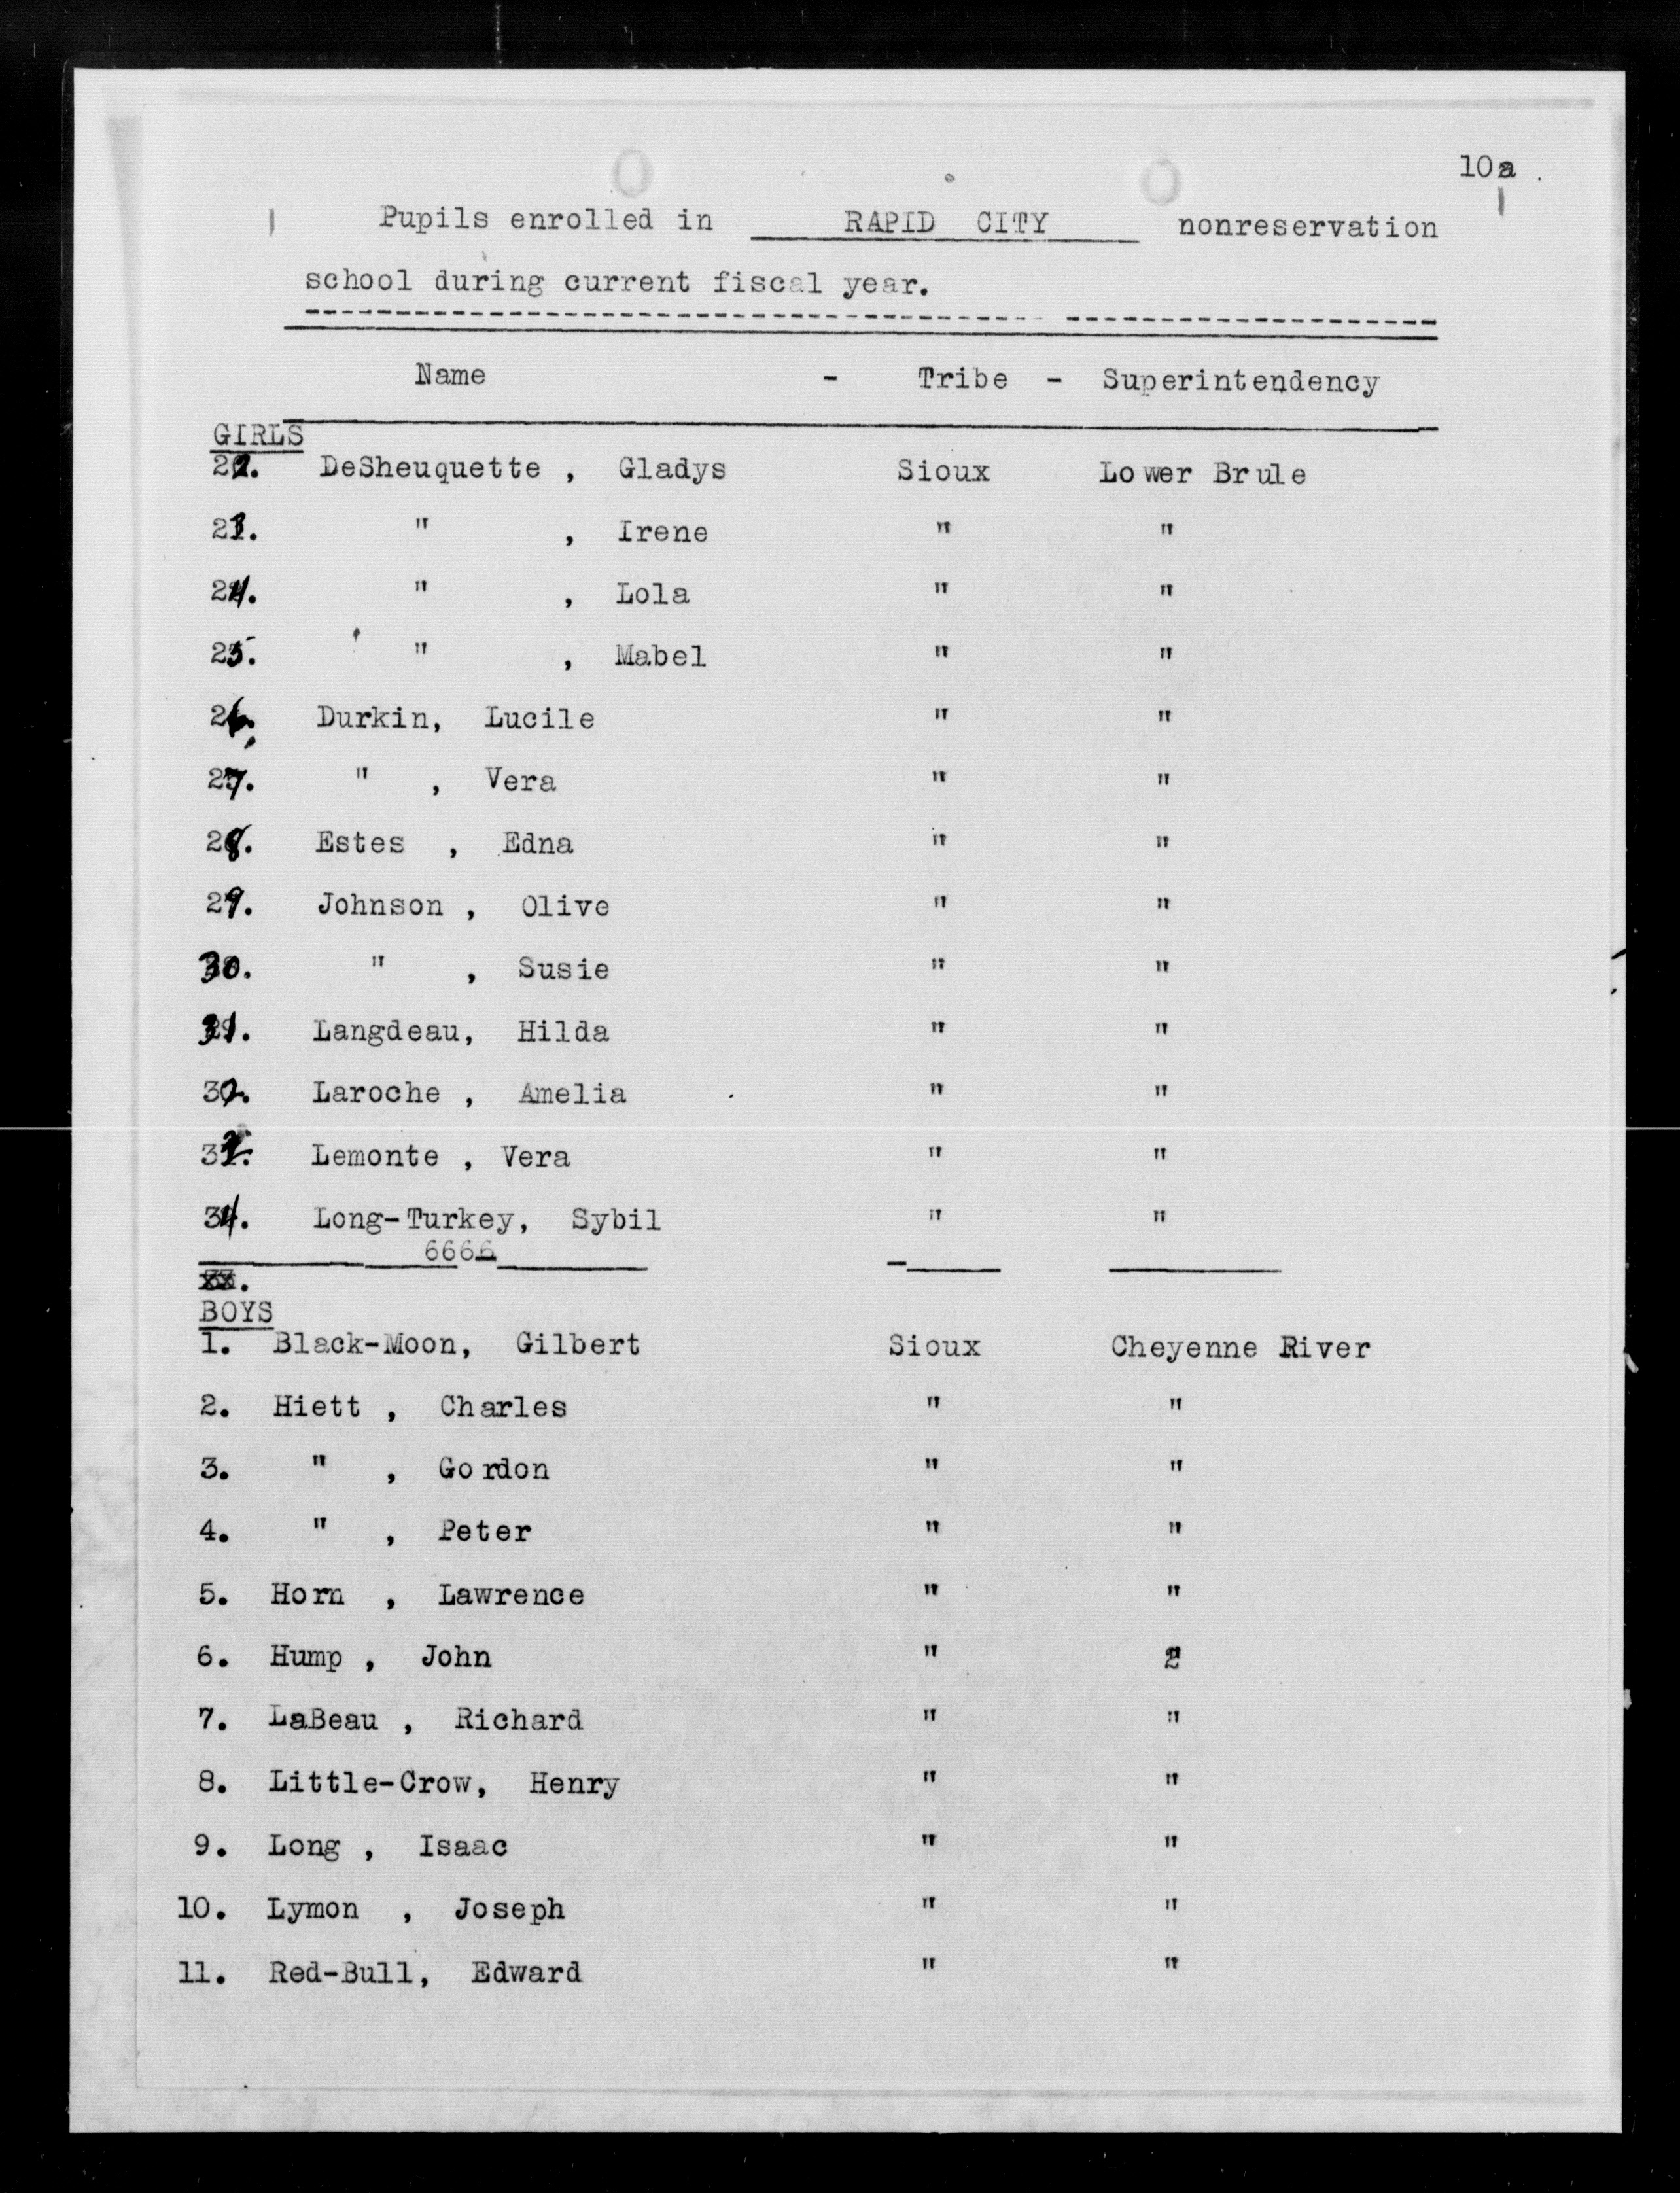 10a
Pupils enrolled in RAPID CITY nonreservation
school during current fiscal year.
Name - Tribe - Superintendency
GIRLS
22. DeSheuquette , Gladys Sioux Lower Brule
23. " , Irene " "
24. " , Lola " "
25. " , Mabel " "
26. Durkin, Lucile " "
27. " , Vera " "
28. Estes , Edna " "
29. Johnson , Olive " "
30. " , Susie " "
31. Langdeau, Hilda " "
32. Laroche , Amelia " "
33. Lemonte , Vera " "
34. Long-Turkey, Sybil " "
6666
BOYS
1. Black-Moon, Gilbert Sioux Cheyenne River
2. Hiett , Charles " "
3. " , Gordon " "
4. " , Peter " "
5. Horn , Lawrence " "
6. Hump , John " "
7. LaBeau , Richard " "
8. Little-Crow, Henry " "
9. Long , Isaac " "
10. Lymon , Joseph " "
11. Red-Bull, Edward " "